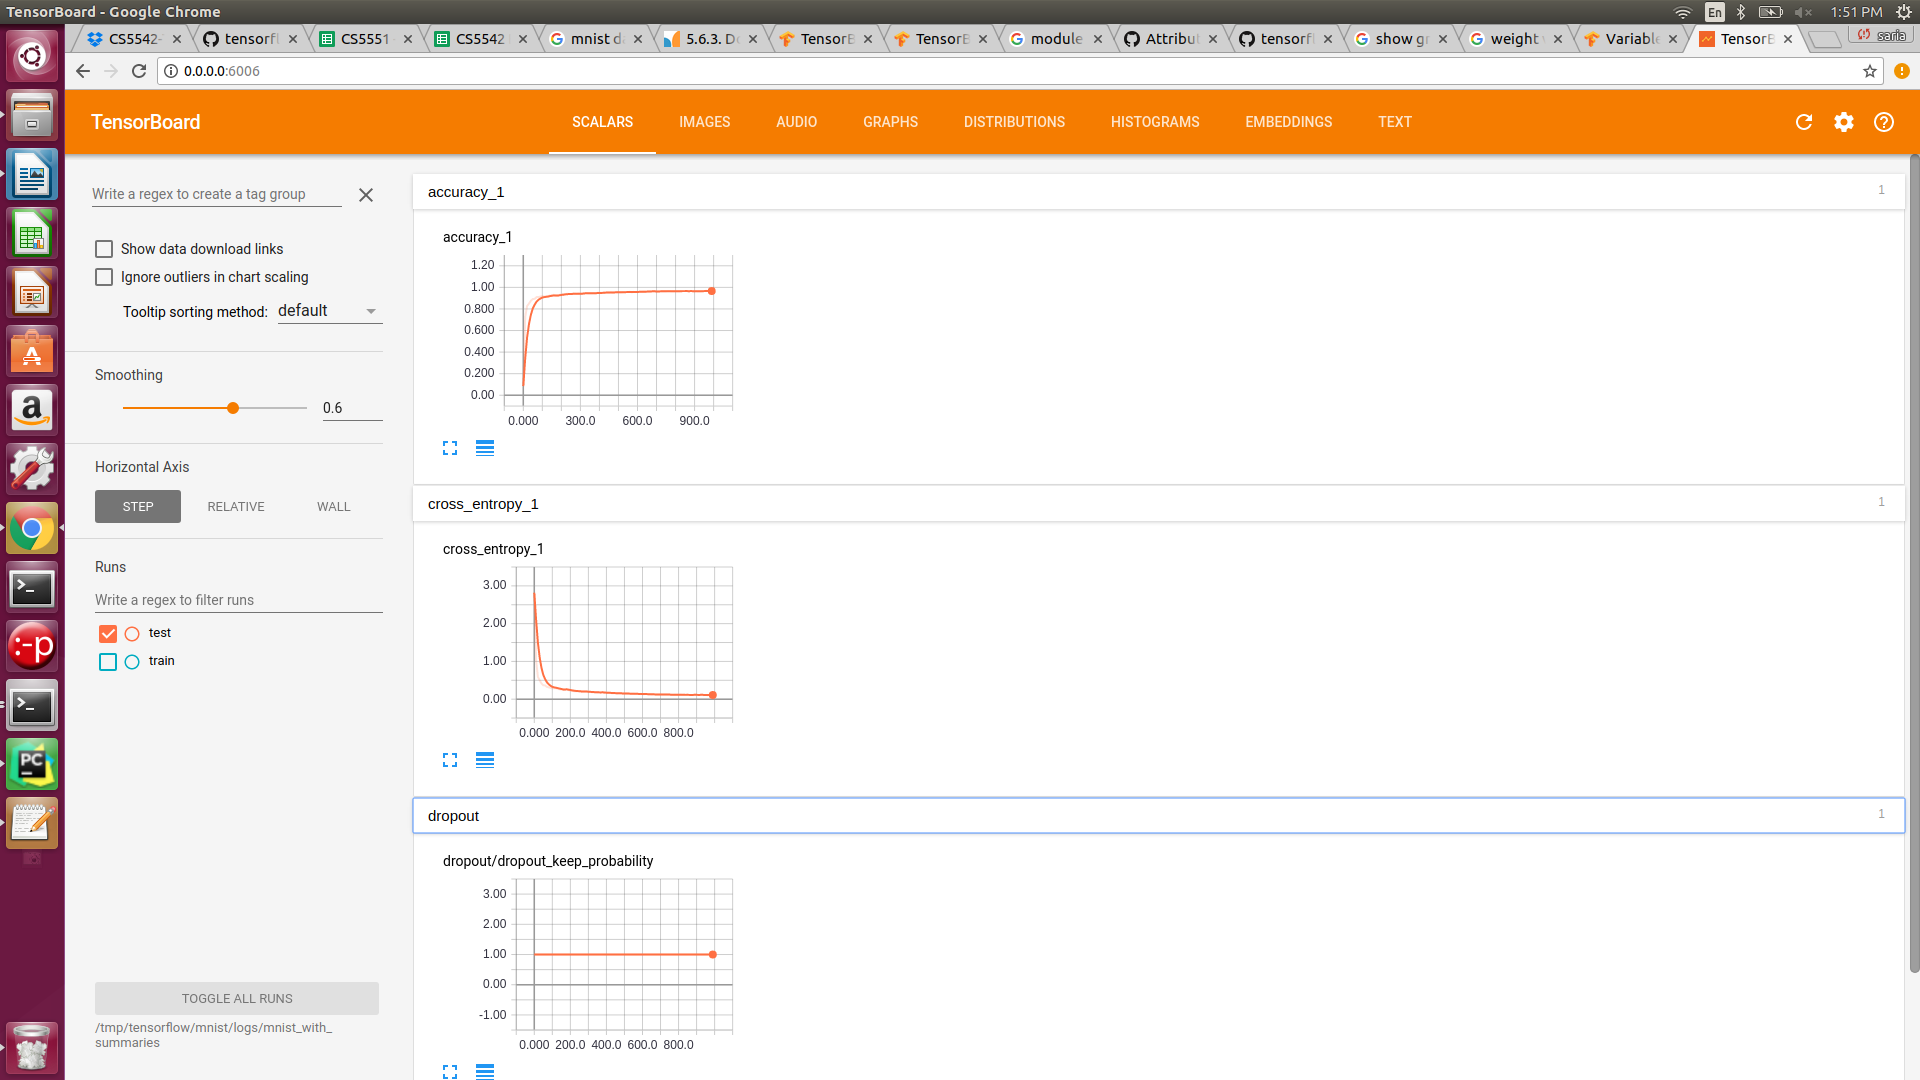 TensorBoard - Google Chrome
En
1:51 PM
CS5542-
tensorfl
CS5551
CS5542
mnist d
5.6.3. D
TensorB
TensorB
module
Attribut
tensorfl
show gr
weight
Variable
TensorB
saria
0.0.0.0:6006
TensorBoard
SCALARS
IMAGES
AUDIO
GRAPHS
DISTRIBUTIONS
HISTOGRAMS
EMBEDDINGS
TEXT
Write a regex to create a tag group
Show data download links
Ignore outliers in chart scaling
Tooltip sorting method: default
Smoothing
0.6
Horizontal Axis
STEP
RELATIVE
WALL
Runs
Write a regex to filter runs
test
train
TOGGLE ALL RUNS
/tmp/tensorflow/mnist/logs/mnist_with_
summaries
accuracy_1
1
accuracy_1
1.20
1.00
0.800
0.600
0.400
0.200
0.00
0.000 300.0 600.0 900.0
cross_entropy_1
1
cross_entropy_1
3.00
2.00
1.00
0.00
0.000 200.0 400.0 600.0 800.0
dropout
1
dropout/dropout_keep_probability
3.00
2.00
1.00
0.00
-1.00
0.000 200.0 400.0 600.0 800.0